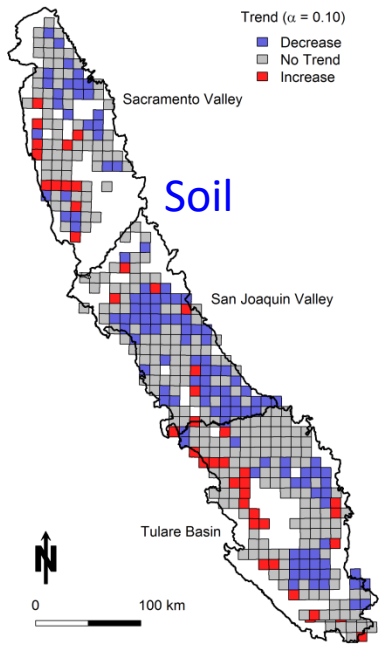 Trend (α = 0.10)
Decrease
No Trend
Increase
Sacramento Valley
Soil
San Joaquin Valley
Tulare Basin
N
0 100 km